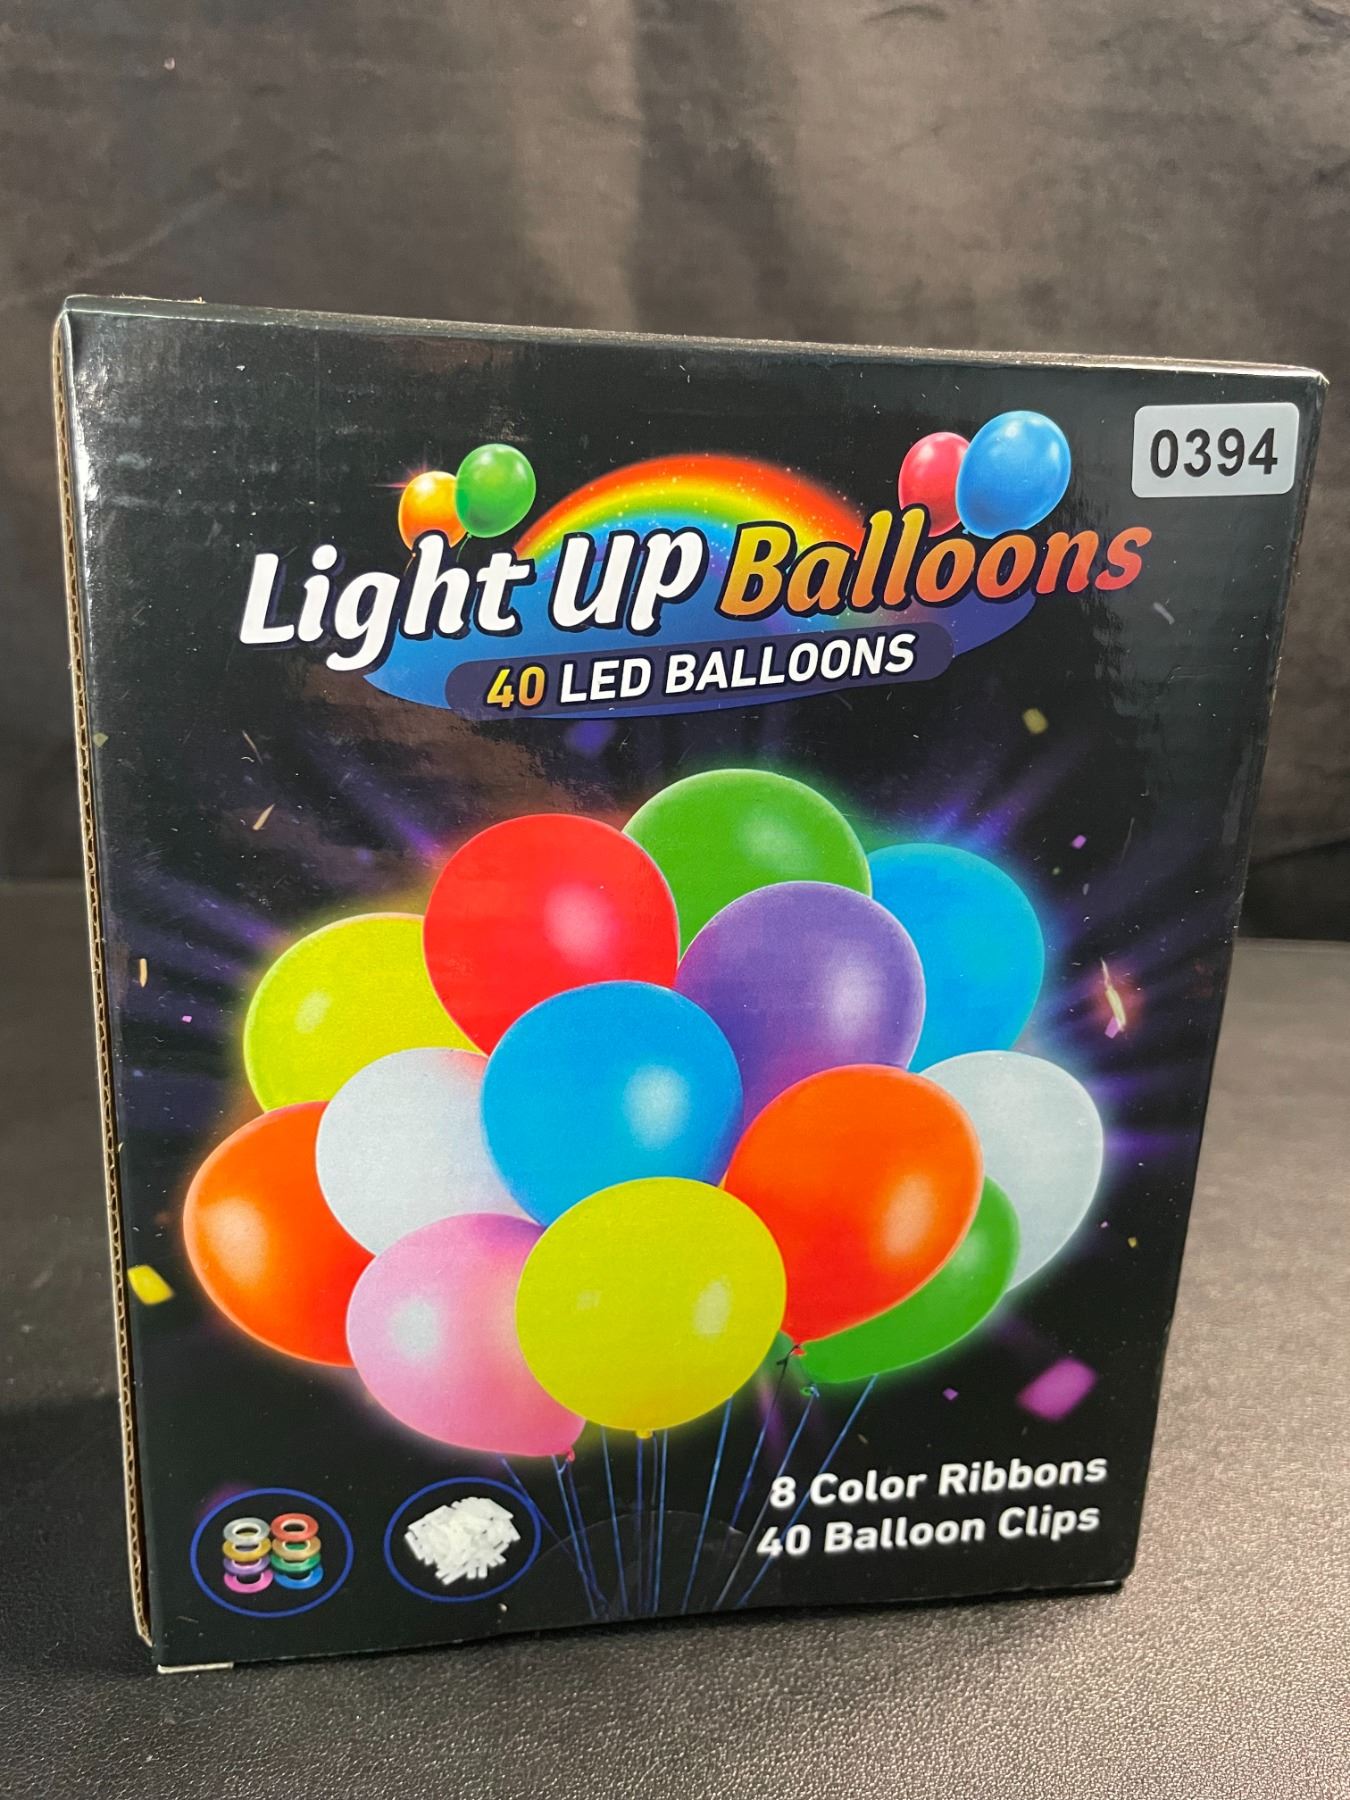 0394
Light Up Balloons
40 LED BALLOONS
8 Color Ribbons
40 Balloon Clips